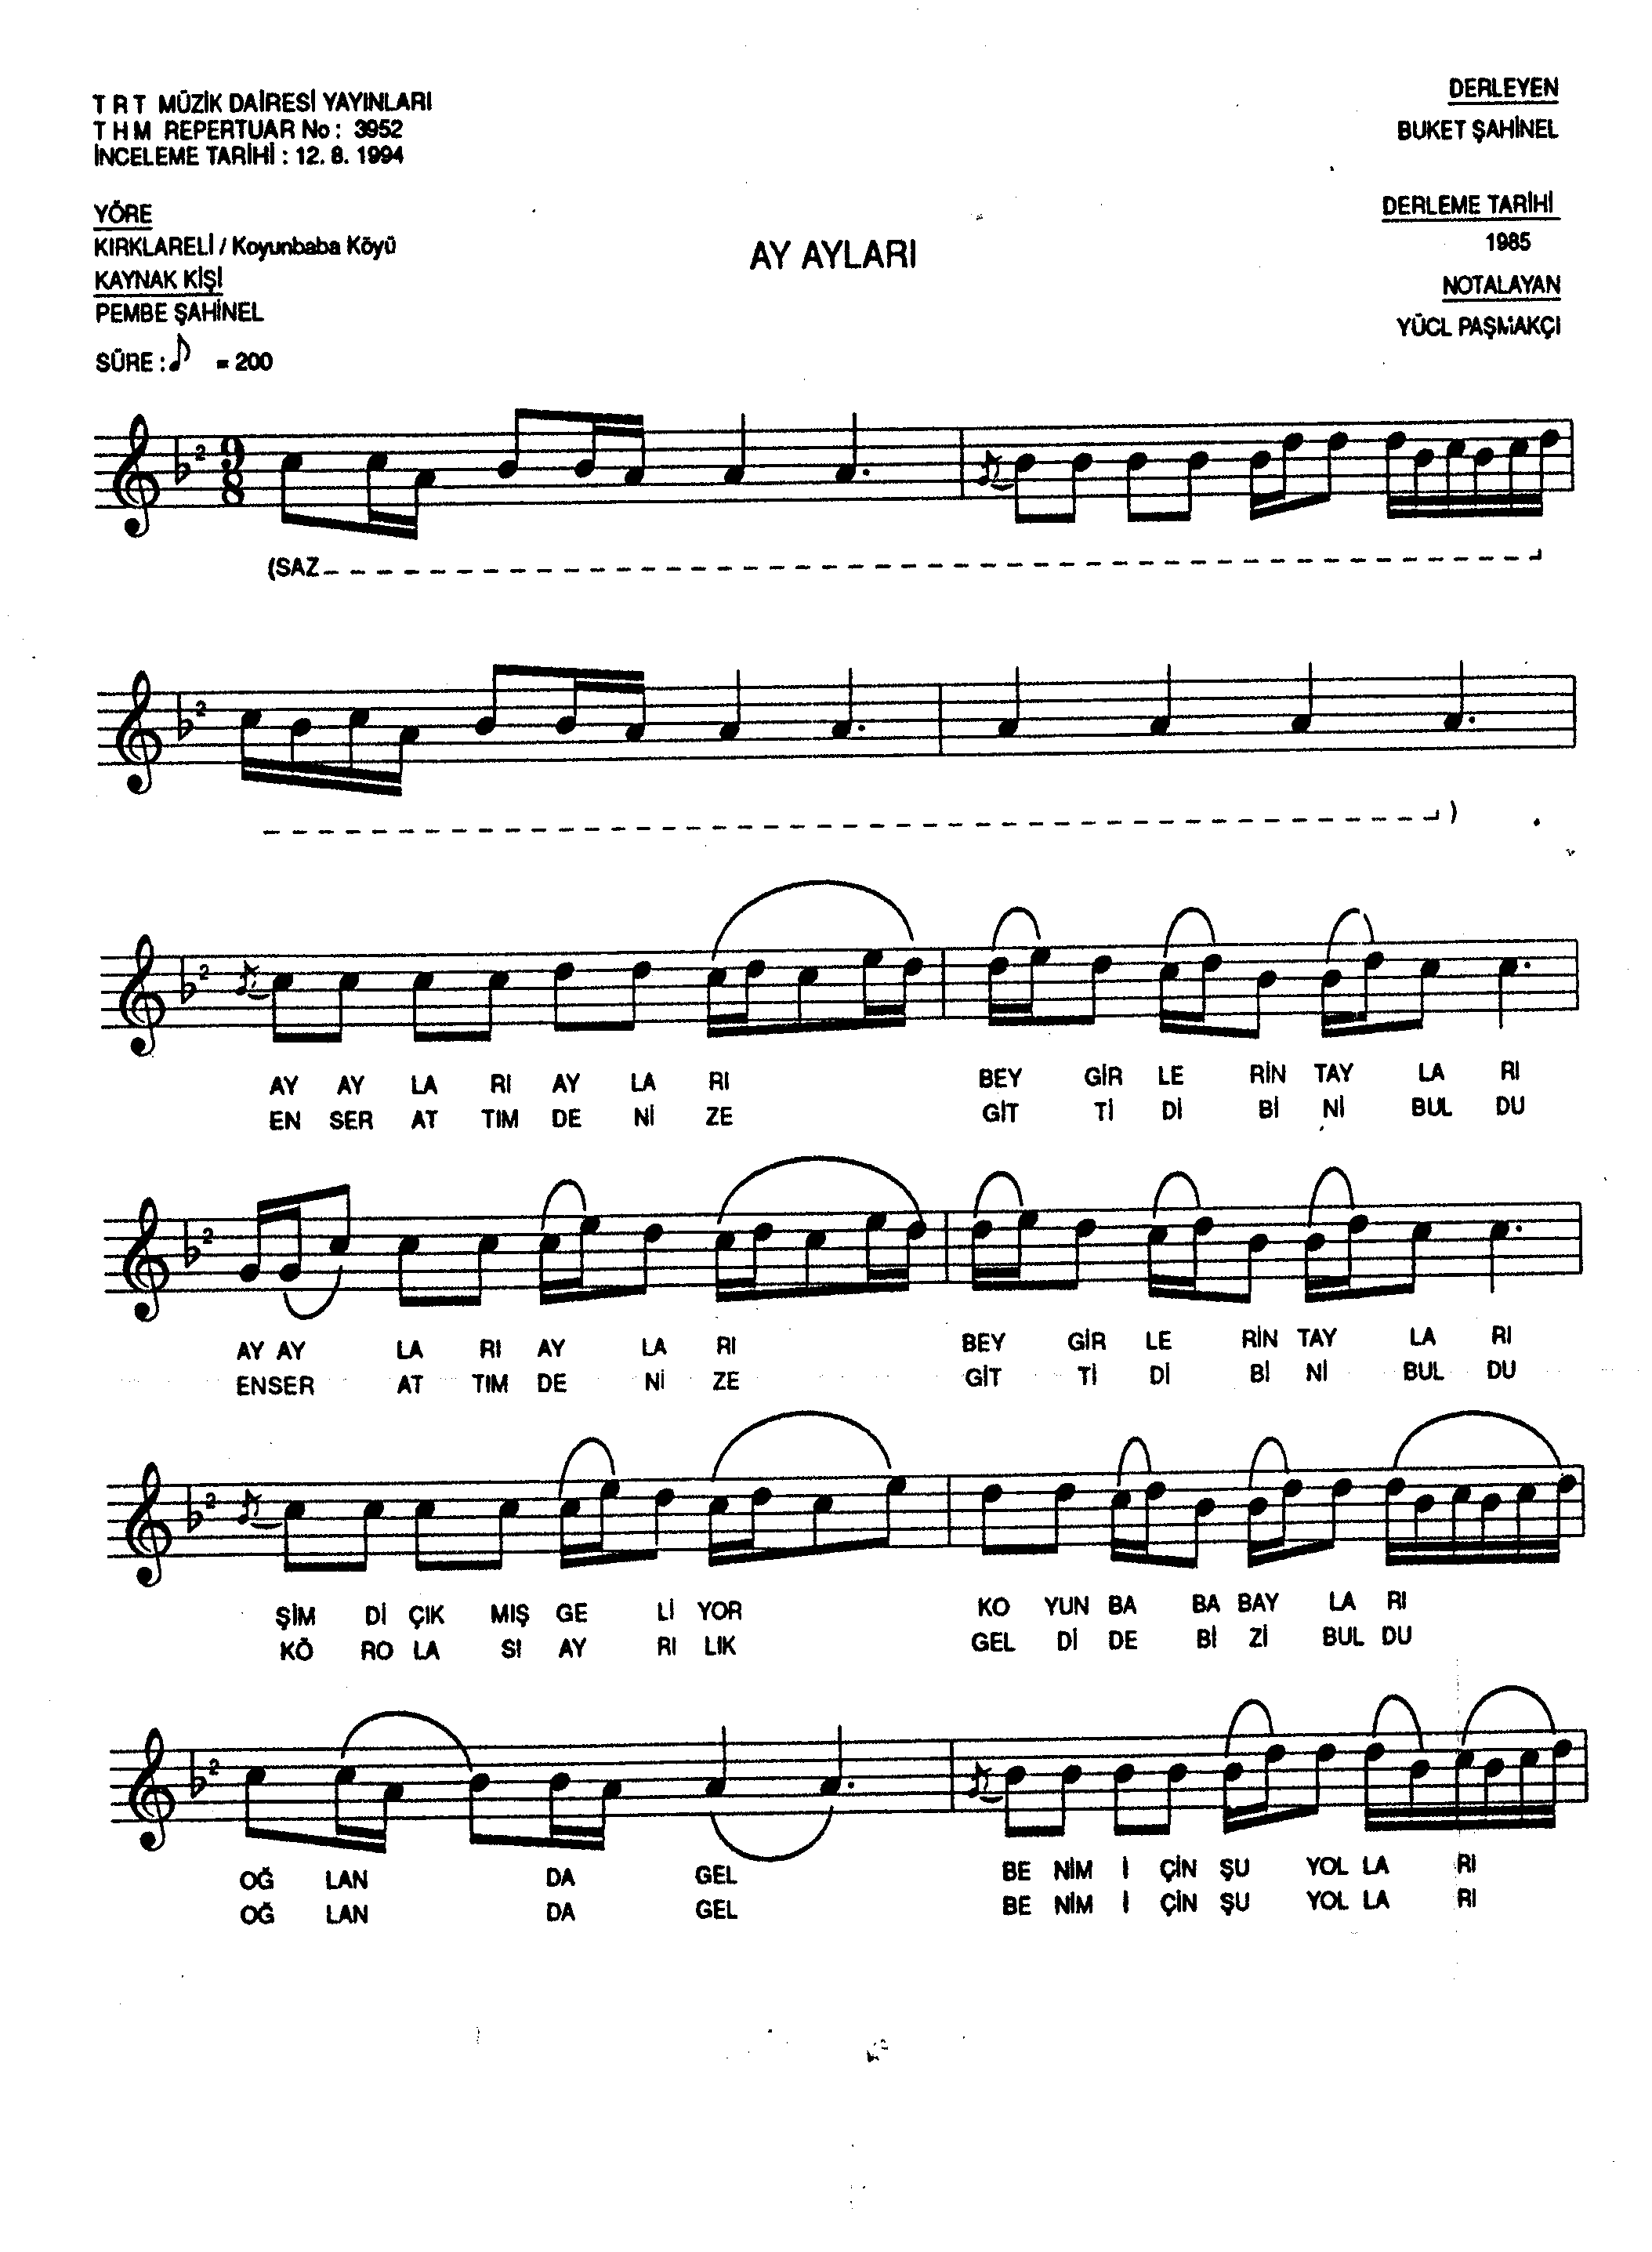 T R T MÜZİK DAİRESİ YAYINLARI
T H M REPERTUAR No : 3952
İNCELEME TARİHİ : 12. 8. 1994
DERLEYEN
BUKET ŞAHİNEL
YÖRE
KIRKLARELİ / Koyunbaba Köyü
KAYNAK KİŞİ
PEMBE ŞAHİNEL
SÜRE : ♪ = 200
AY AYLARI
DERLEME TARİHİ
1985
NOTALAYAN
YÜCL PAŞMAKÇI
2
9
8
(SAZ
2
)
2
AY AY LA RI AY LA RI BEY GİR LE RİN TAY LA RI
EN SER AT TIM DE Nİ ZE GİT Tİ Dİ Bİ Nİ BUL DU
2
AY AY LA RI AY LA RI BEY GİR LE RİN TAY LA RI
ENSER AT TIM DE Nİ ZE GİT Tİ Dİ Bİ Nİ BUL DU
2
ŞİM Dİ ÇIK MIŞ GE Lİ YOR KO YUN BA BA BAY LA RI
KÖ RO LA SI AY RI LIK GEL Dİ DE Bİ Zİ BUL DU
2
OĞ LAN DA GEL BE NİM İ ÇİN ŞU YOL LA RI
OĞ LAN DA GEL BE NİM İ ÇİN ŞU YOL LA RI